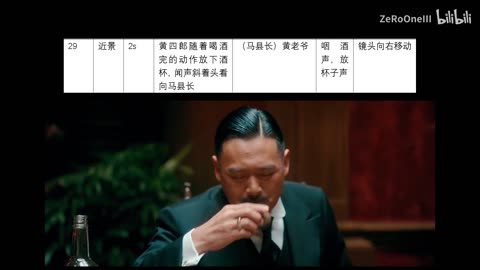 ZeRoOneIII bilibili
29 近景 2s 黄四郎随着喝酒 （马县长）黄老爷 咽 酒 镜头向右移动
完的动作放下酒 声，放
杯，闻声斜着头看 杯子声
向马县长